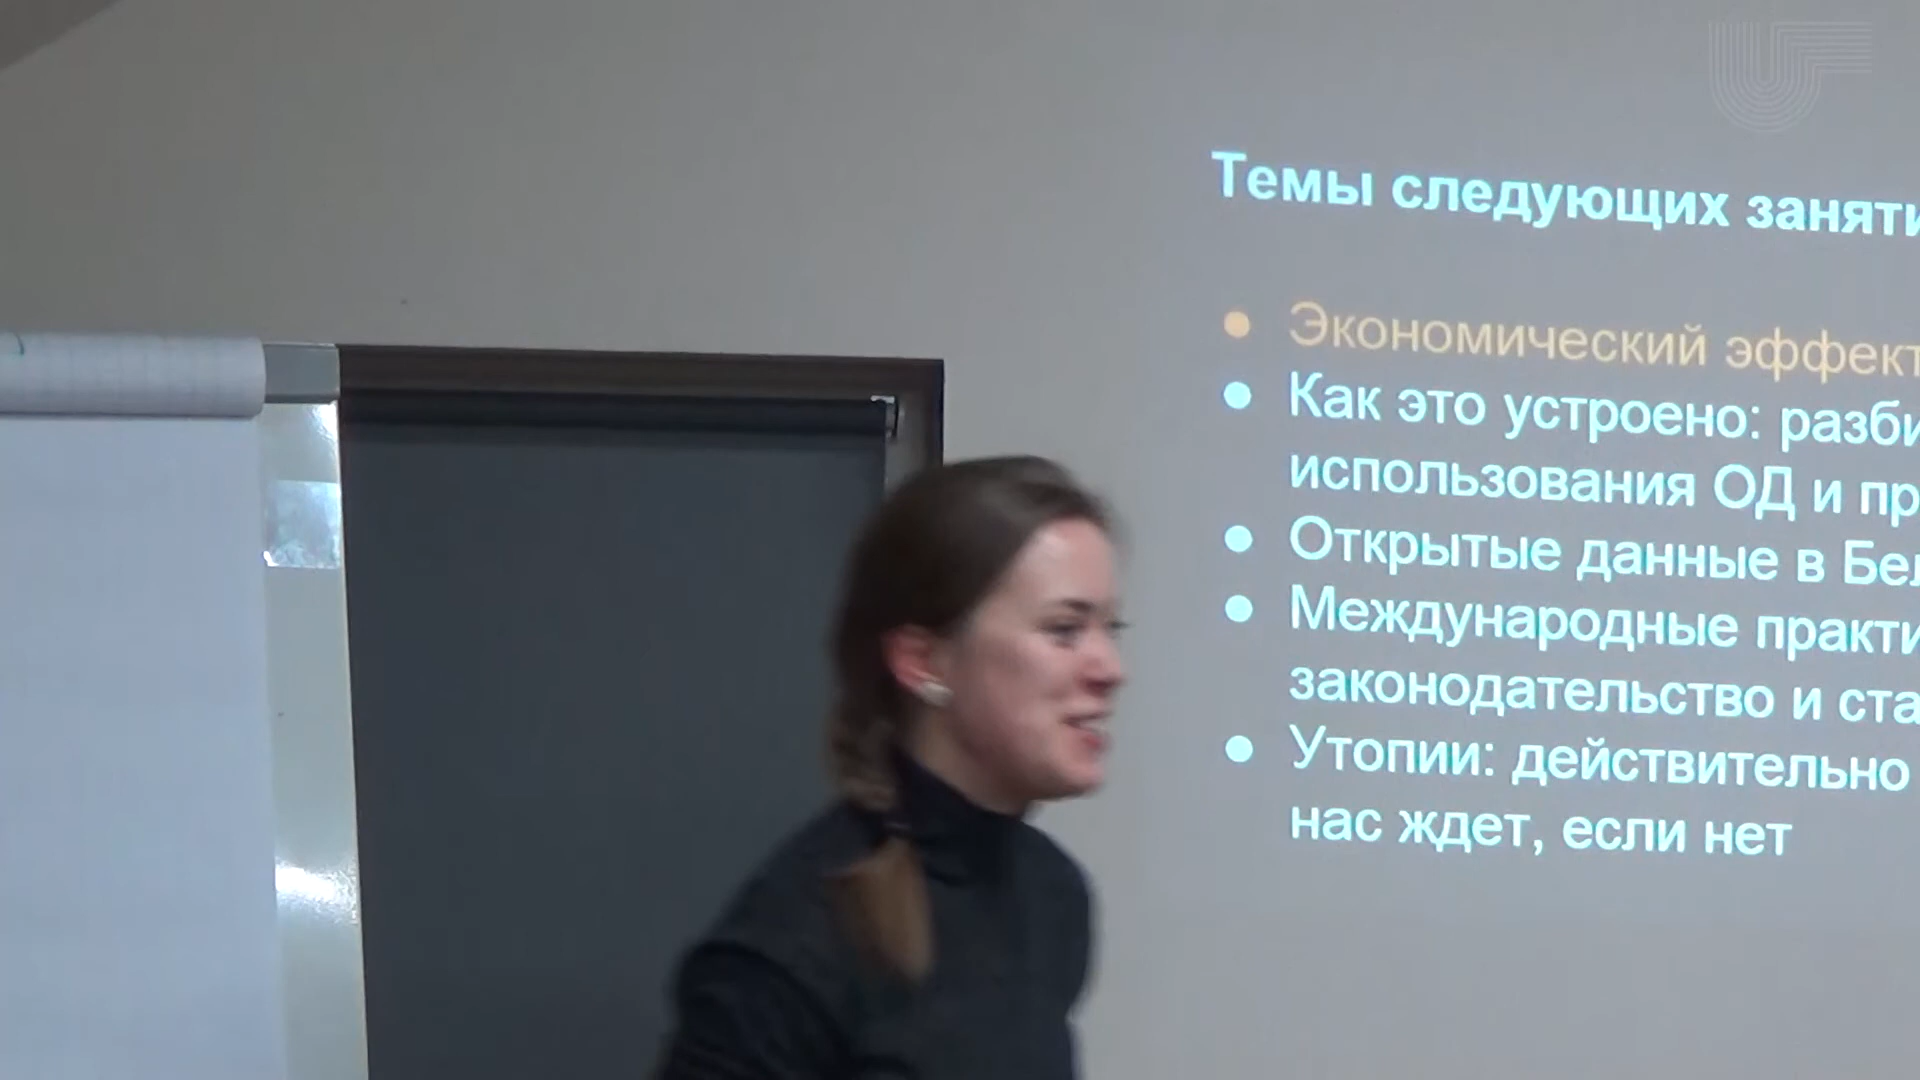 Темы следующих заняти
Экономический эффект
Как это устроено: разби
использования ОД и пр
Открытые данные в Бел
Международные практи
законодательство и ста
Утопии: действительно
нас ждет, если нет